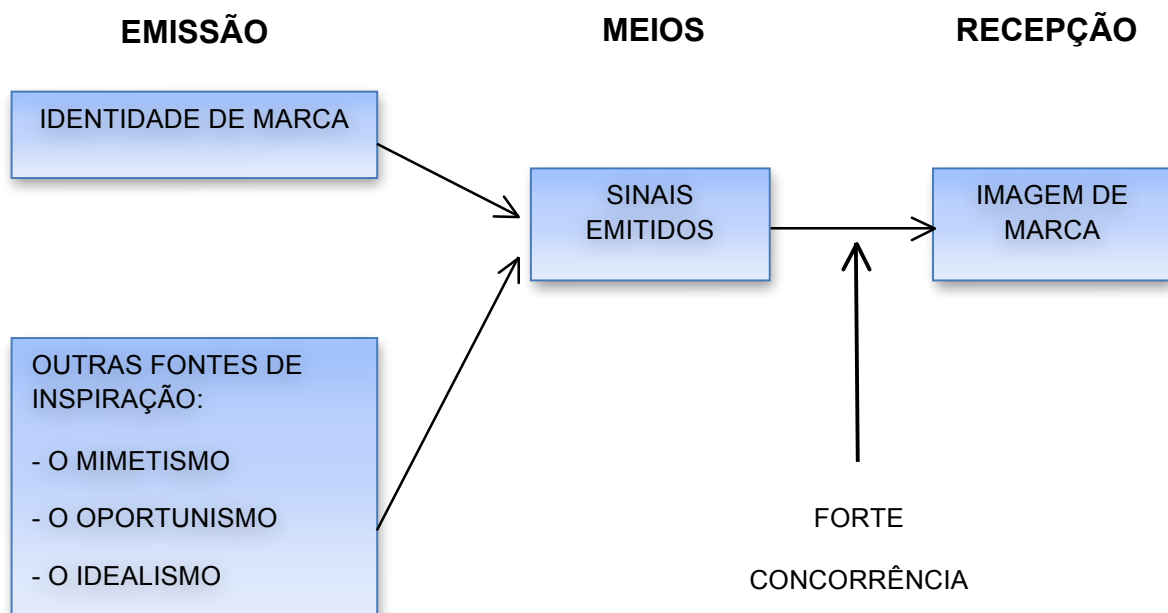 EMISSÃO
MEIOS
RECEPÇÃO
IDENTIDADE DE MARCA
SINAIS
EMITIDOS
IMAGEM DE
MARCA
OUTRAS FONTES DE
INSPIRAÇÃO:
- O MIMETISMO
- O OPORTUNISMO
- O IDEALISMO
FORTE
CONCORRÊNCIA